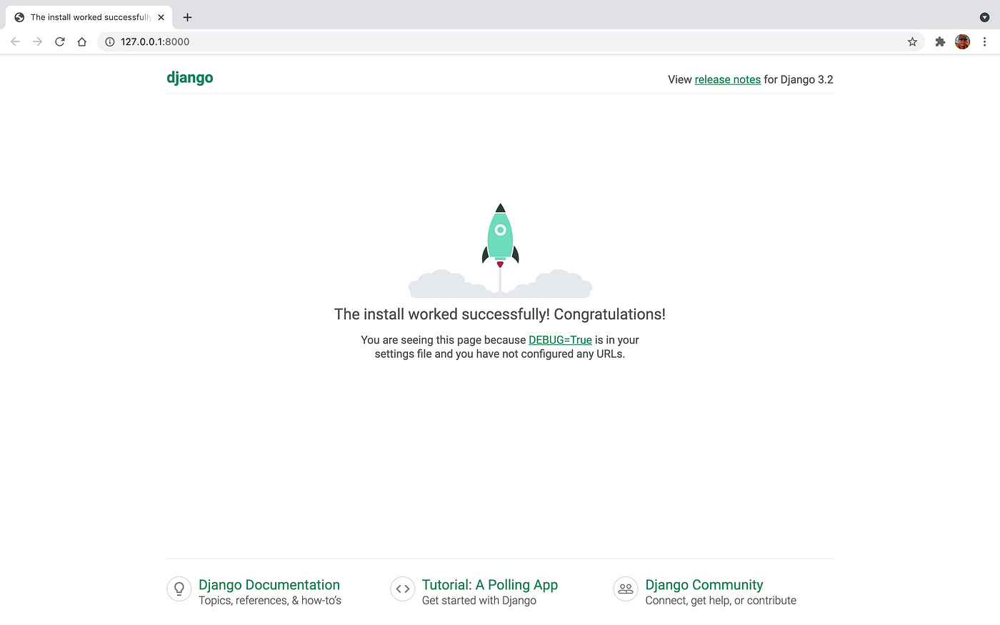 The install worked successfully
127.0.0.1:8000
django
View release notes for Django 3.2
The install worked successfully! Congratulations!
You are seeing this page because DEBUG=True is in your
settings file and you have not configured any URLs.
Django Documentation
Topics, references, & how-to’s
Tutorial: A Polling App
Get started with Django
Django Community
Connect, get help, or contribute